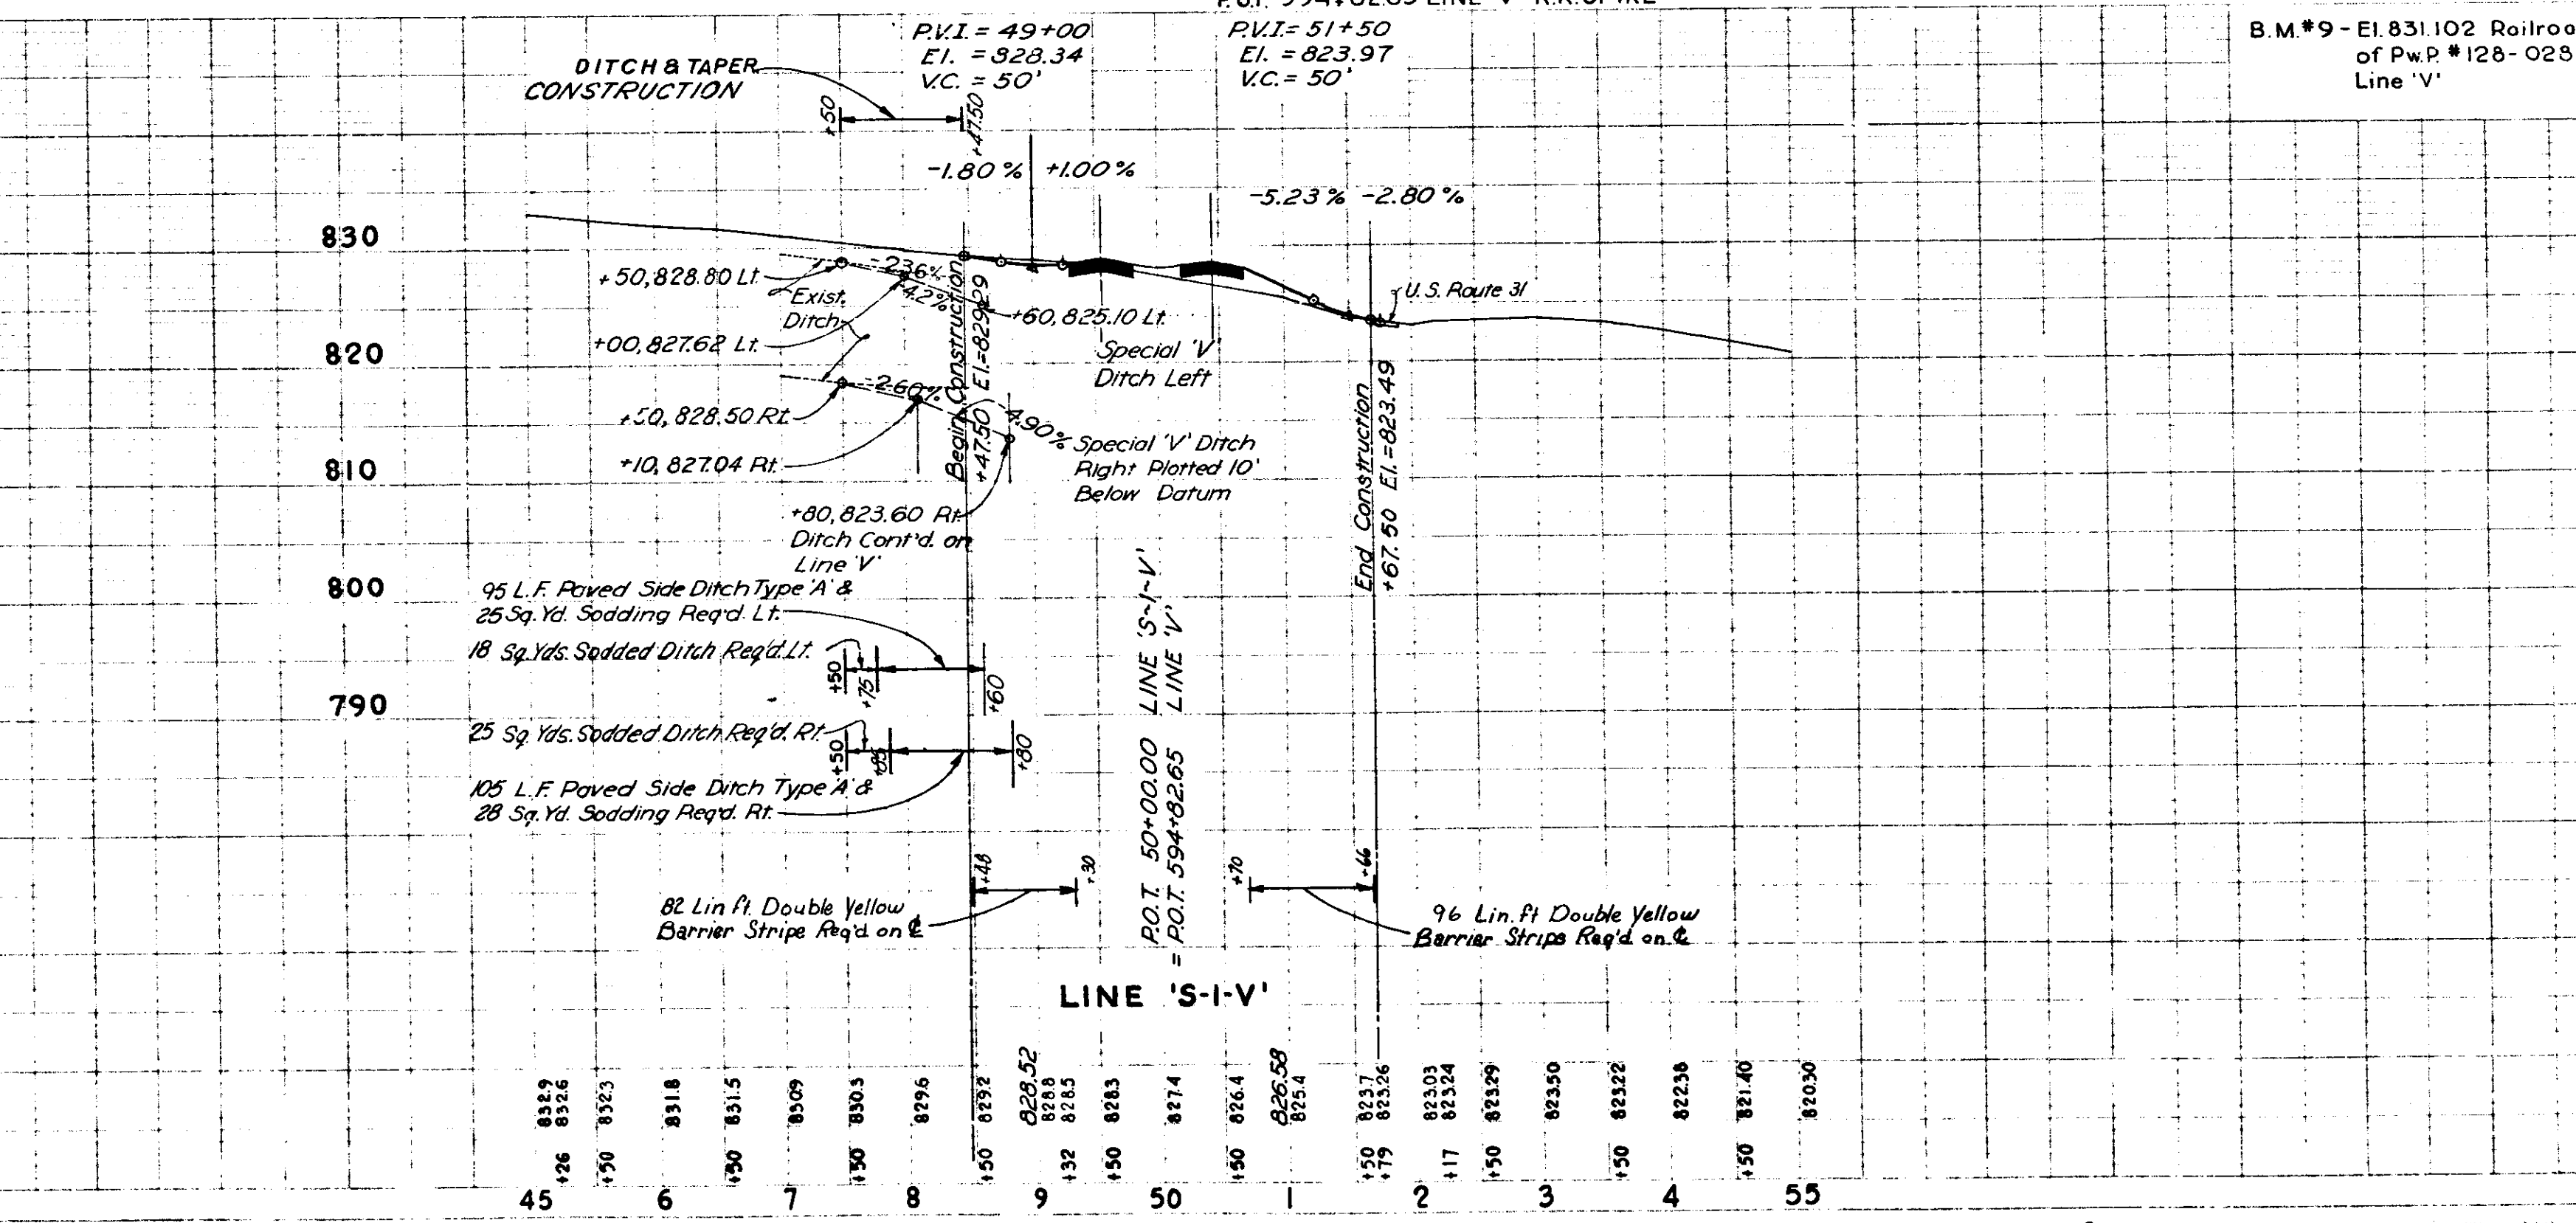 P.O.T. 594+82.65 LINE 'V' R.R. SPIKE
P.V.I. = 49+00
El. = 828.34
V.C. = 50'
P.V.I. = 51+50
El. = 823.97
V.C. = 50'
B.M.#9 - El. 831.102 Railroa
of Pw.P. #128-028
Line 'V'
DITCH & TAPER
CONSTRUCTION
+50
+47.50
-1.80 % +1.00 %
-5.23 % -2.80 %
830
820
810
800
790
+50, 828.80 Lt.
Exist.
Ditch
-2.36%
-4.2%
+00, 827.62 Lt.
+60, 825.10 Lt.
Special 'V'
Ditch Left
U.S. Route 31
+50, 828.50 Rt.
-2.60%
+10, 827.04 Rt.
-4.90%
Special 'V' Ditch
Right Plotted 10'
Below Datum
+80, 823.60 Rt.
Ditch Cont'd. on
Line 'V'
Begin Construction
+47.50 El.=829.29
End Construction
+67.50 El.=823.49
95 L.F. Paved Side Ditch Type 'A' &
25 Sq. Yd. Sodding Req'd. Lt.
18 Sq. Yds. Sodded Ditch Req'd. Lt.
+50
+75
+60
25 Sq. Yds. Sodded Ditch Req'd. Rt.
+50
+85
+80
105 L.F. Paved Side Ditch Type 'A' &
28 Sq. Yd. Sodding Req'd. Rt.
P.O.T. 50+00.00 LINE 'S-1-V'
= P.O.T. 594+82.65 LINE 'V'
+48
+30
+70
+66
82 Lin ft. Double Yellow
Barrier Stripe Req'd on ℄
96 Lin. ft Double Yellow
Barrier Stripe Req'd on ℄
LINE 'S-1-V'
832.9
832.6
832.3
831.8
831.5
830.9
830.3
829.6
829.2
828.52
828.8
828.5
828.3
827.4
826.4
826.58
825.4
823.7
823.26
823.03
823.24
823.29
823.50
823.22
822.38
821.40
820.30
+26
+50
+50
+50
+50
+32
+50
+50
+50
+79
+17
+50
+50
+50
45 6 7 8 9 50 1 2 3 4 55